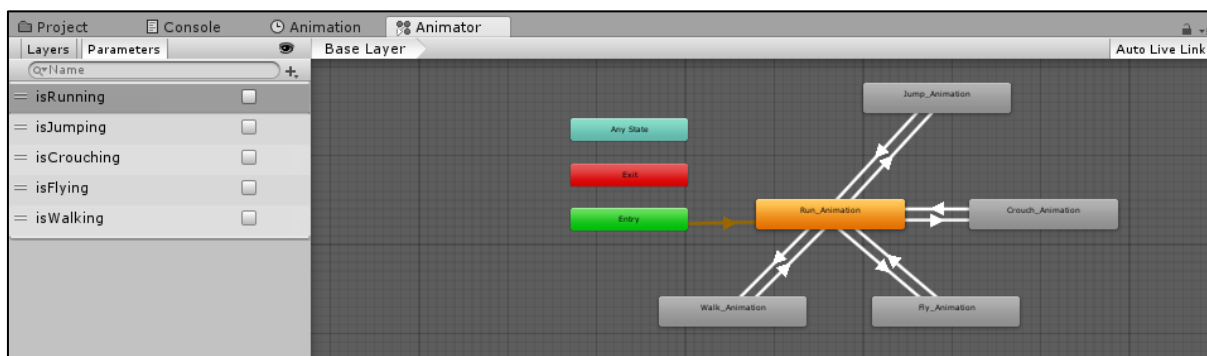 Project Console Animation Animator
Layers Parameters Base Layer Auto Live Link
Name
isRunning
isJumping
isCrouching
isFlying
isWalking
Jump_Animation
Any State
Exit
Run_Animation Crouch_Animation
Entry
Walk_Animation Fly_Animation